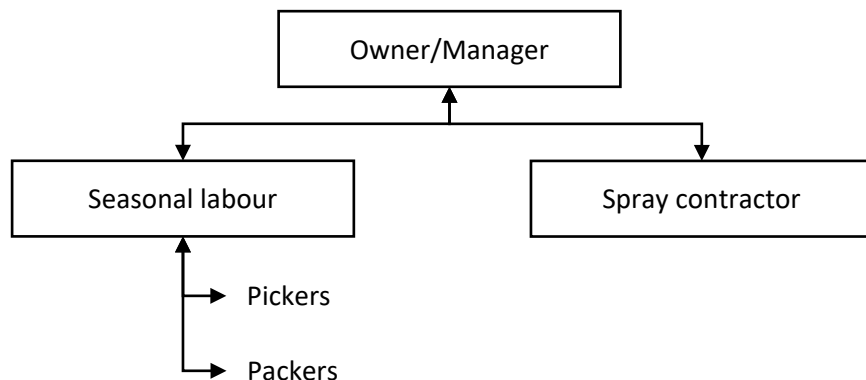 Owner/Manager
Seasonal labour
Spray contractor
Pickers
Packers